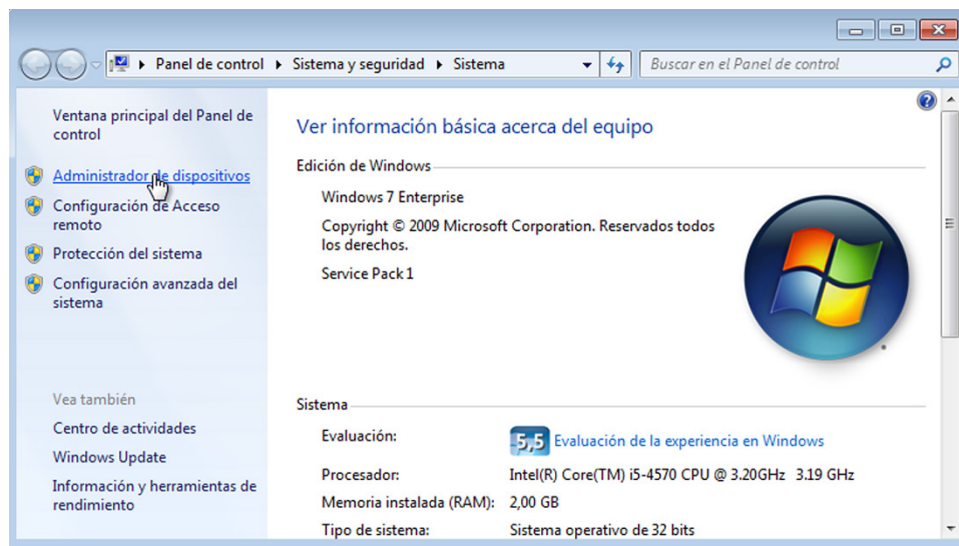 Panel de control ▸ Sistema y seguridad ▸ Sistema
Buscar en el Panel de control
Ventana principal del Panel de
control
Administrador de dispositivos
Configuración de Acceso
remoto
Protección del sistema
Configuración avanzada del
sistema
Vea también
Centro de actividades
Windows Update
Información y herramientas de
rendimiento
Ver información básica acerca del equipo
Edición de Windows
Windows 7 Enterprise
Copyright © 2009 Microsoft Corporation. Reservados todos
los derechos.
Service Pack 1
Sistema
Evaluación: 5,5 Evaluación de la experiencia en Windows
Procesador: Intel(R) Core(TM) i5-4570 CPU @ 3.20GHz 3.19 GHz
Memoria instalada (RAM): 2,00 GB
Tipo de sistema: Sistema operativo de 32 bits